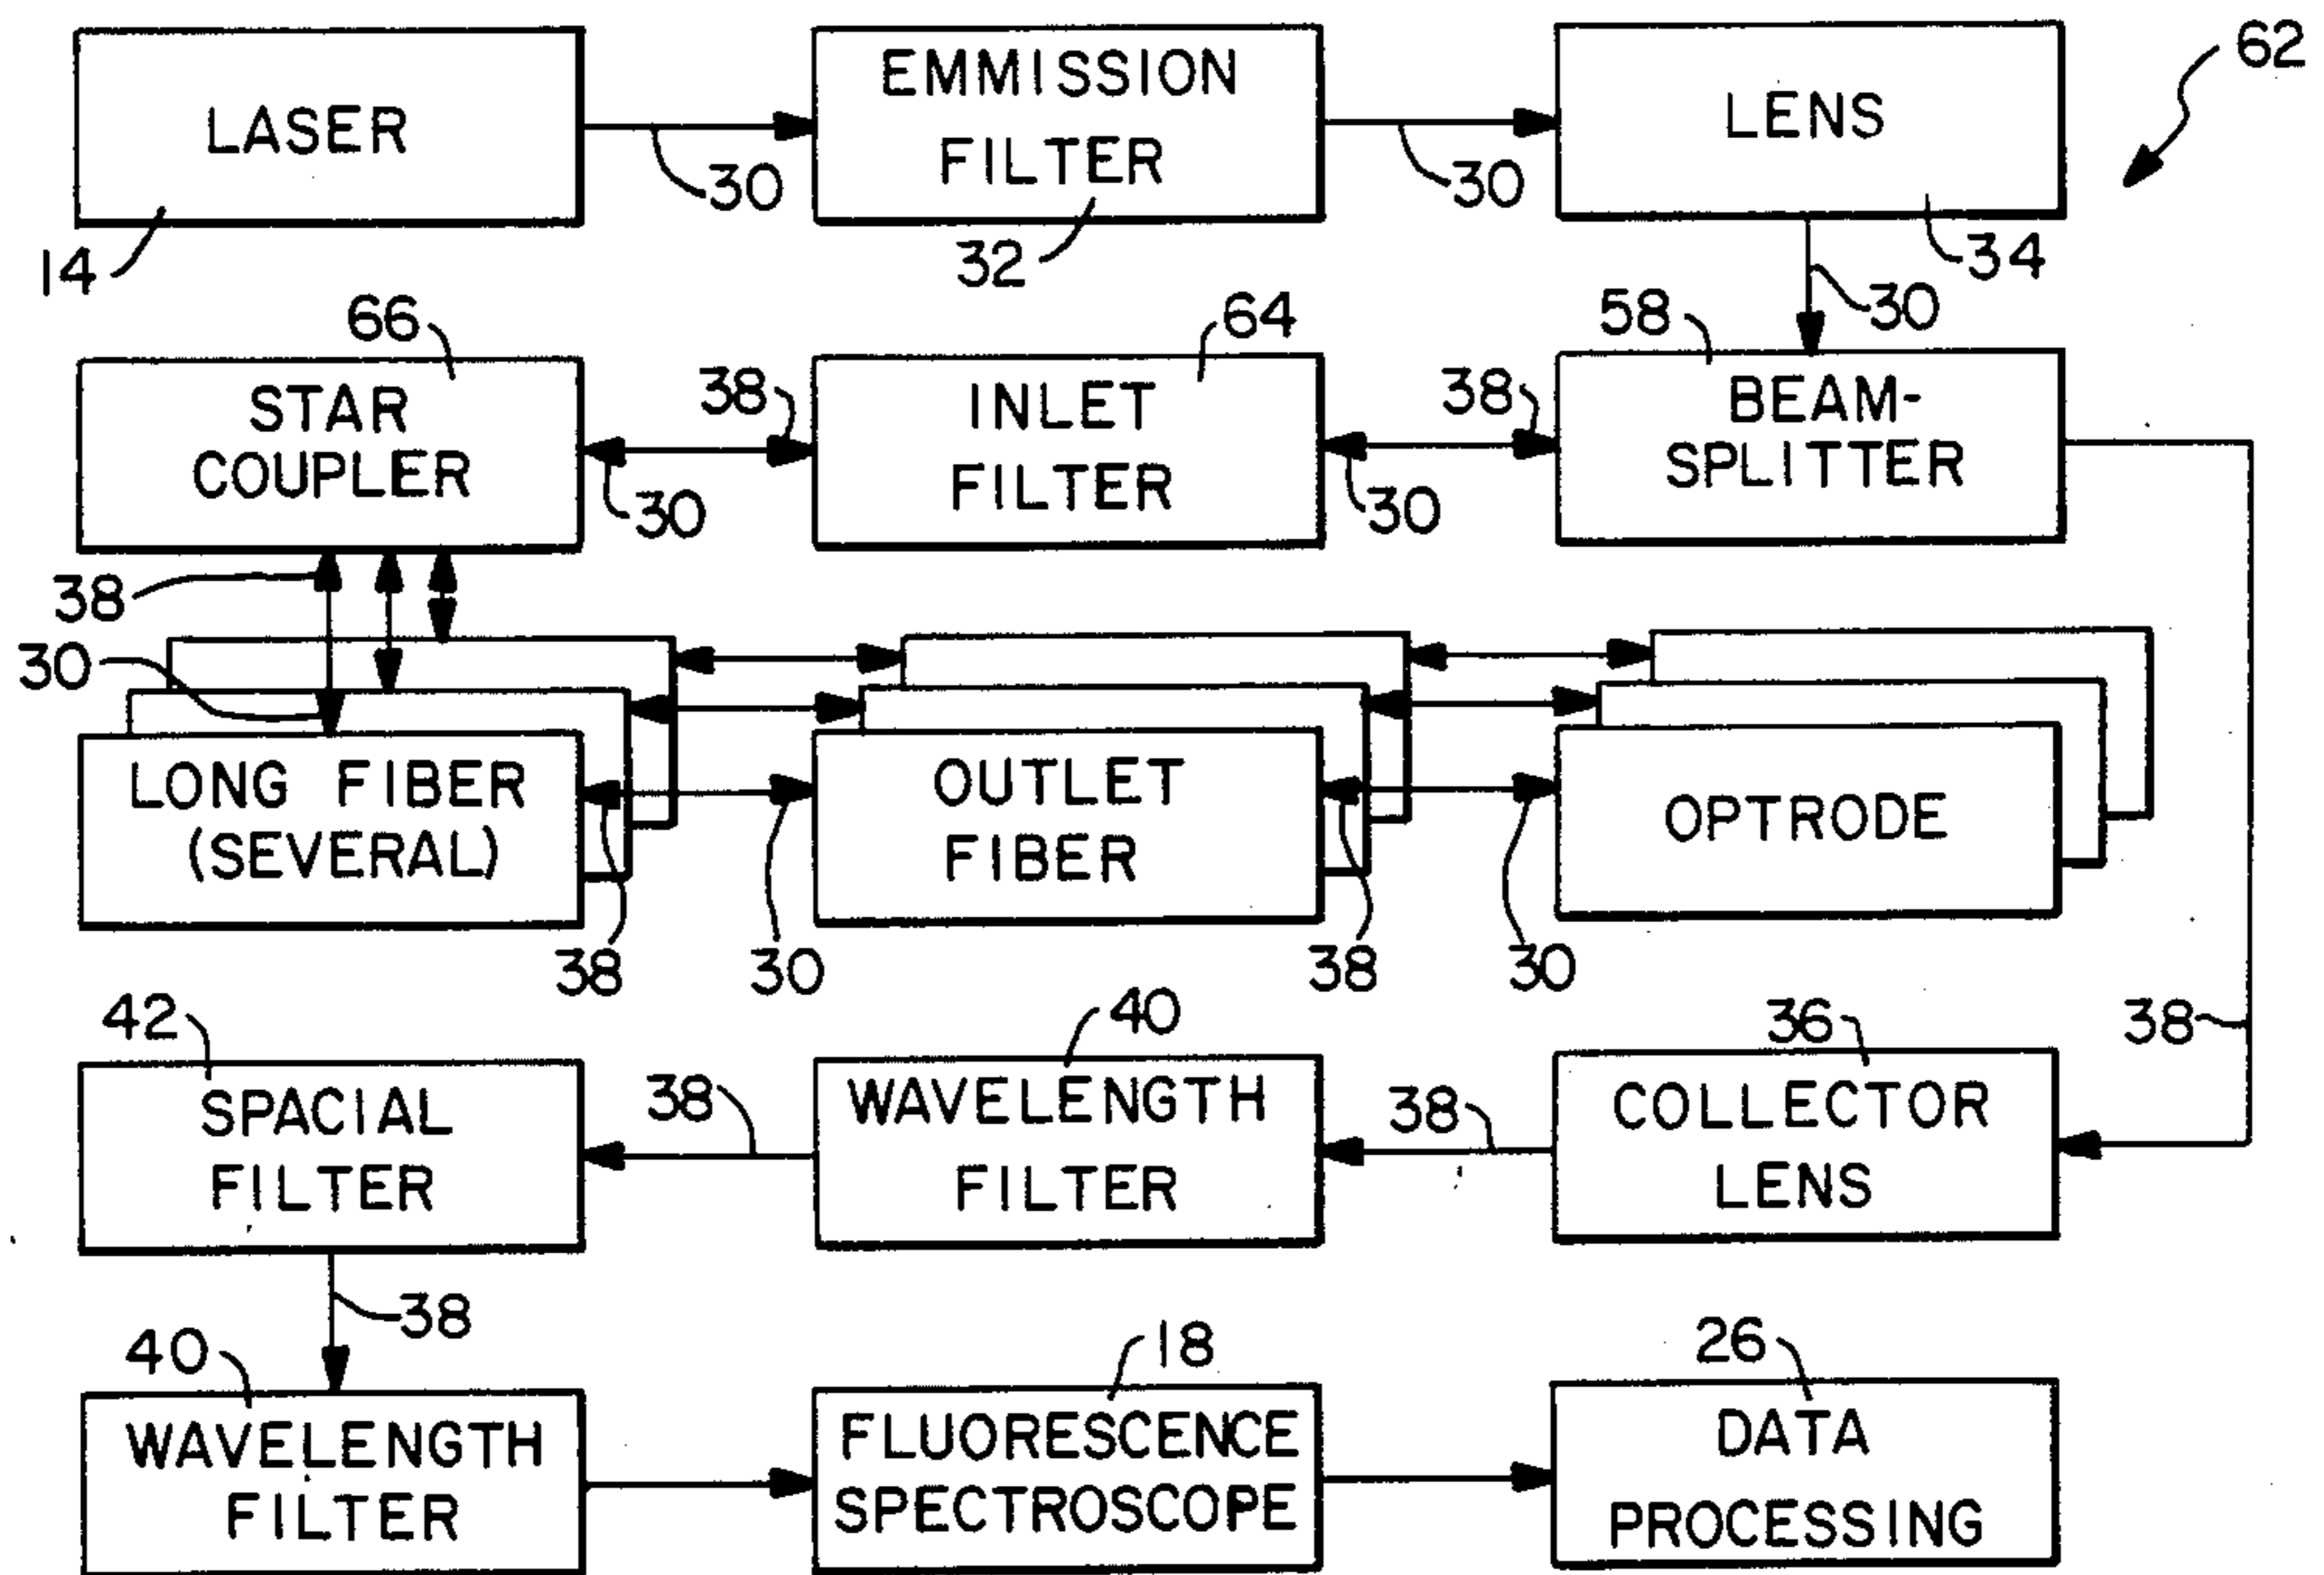 LASER
EMMISSION
FILTER
LENS
62
30
30
14
32
34
30
66
64
58
STAR
COUPLER
38
INLET
FILTER
38
BEAM-
SPLITTER
30
30
38
30
LONG FIBER
(SEVERAL)
OUTLET
FIBER
OPTRODE
38
30
38
30
42
40
36
38
SPACIAL
FILTER
38
WAVELENGTH
FILTER
38
COLLECTOR
LENS
38
40
18
26
WAVELENGTH
FILTER
FLUORESCENCE
SPECTROSCOPE
DATA
PROCESSING